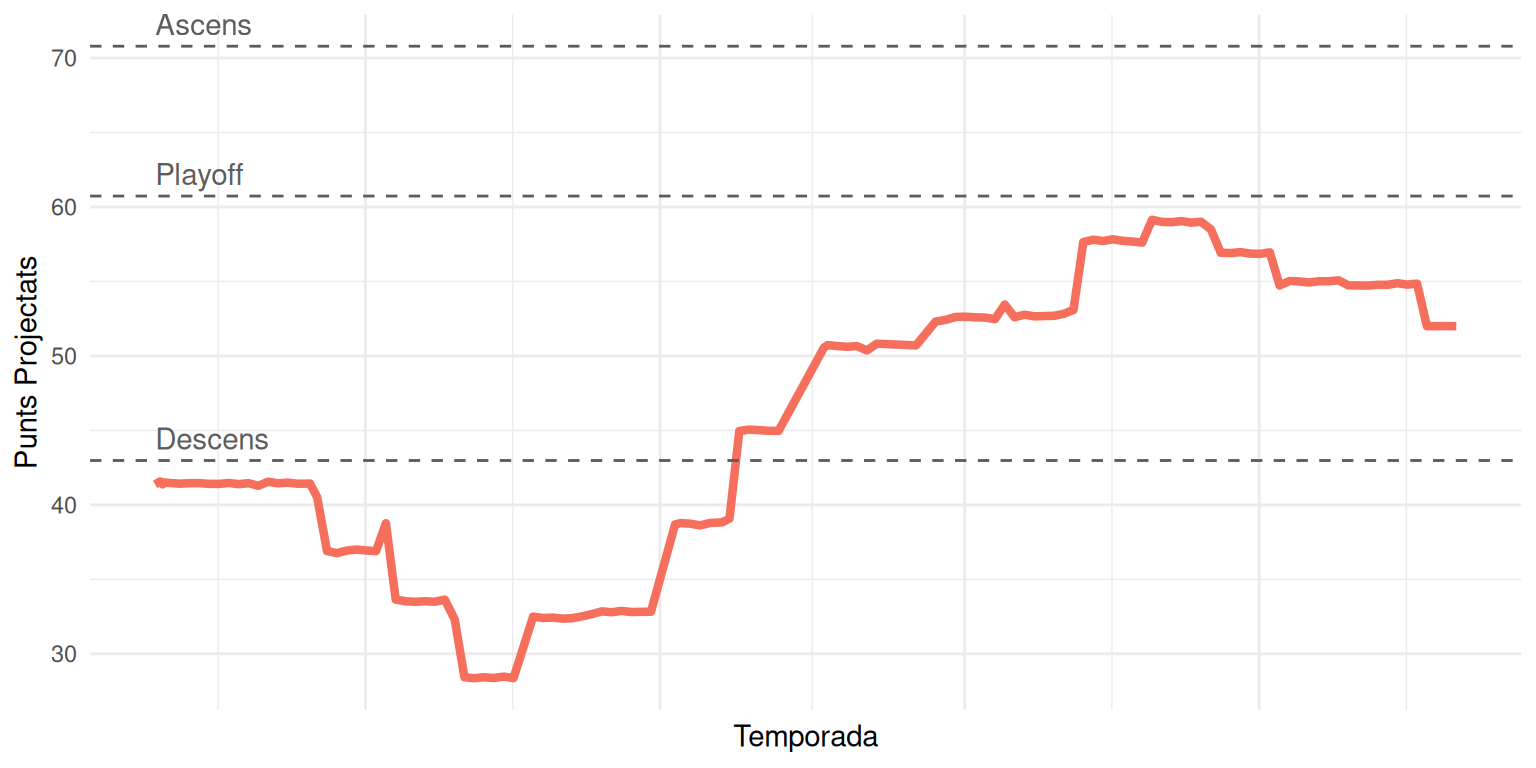 Ascens
70
Playoff
60
50
Descens
40
30
Punts Projectats
Temporada